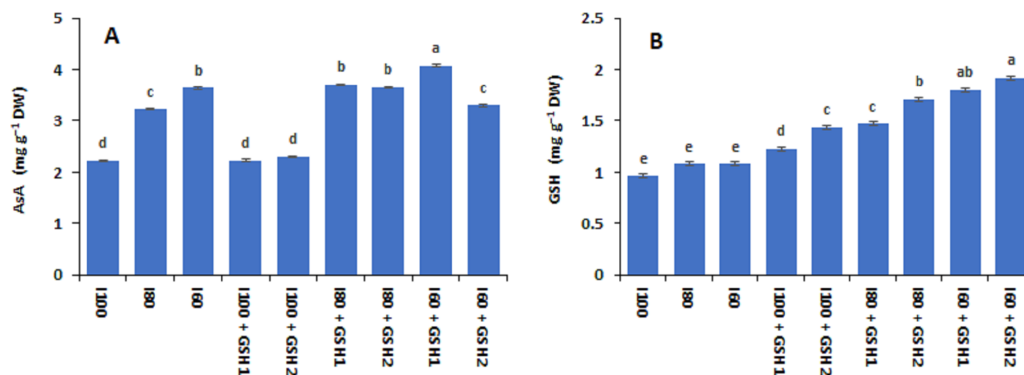 A
AsA (mg g⁻¹ DW)
5
4
3
2
1
0
d
c
b
d
d
b
b
a
c
I100
I80
I60
I100 + GSH1
I100 + GSH2
I80 + GSH1
I80 + GSH2
I60 + GSH1
I60 + GSH2
B
GSH (mg g⁻¹ DW)
2.5
2
1.5
1
0.5
0
e
e
e
d
c
c
b
ab
a
I100
I80
I60
I100 + GSH1
I100 + GSH2
I80 + GSH1
I80 + GSH2
I60 + GSH1
I60 + GSH2